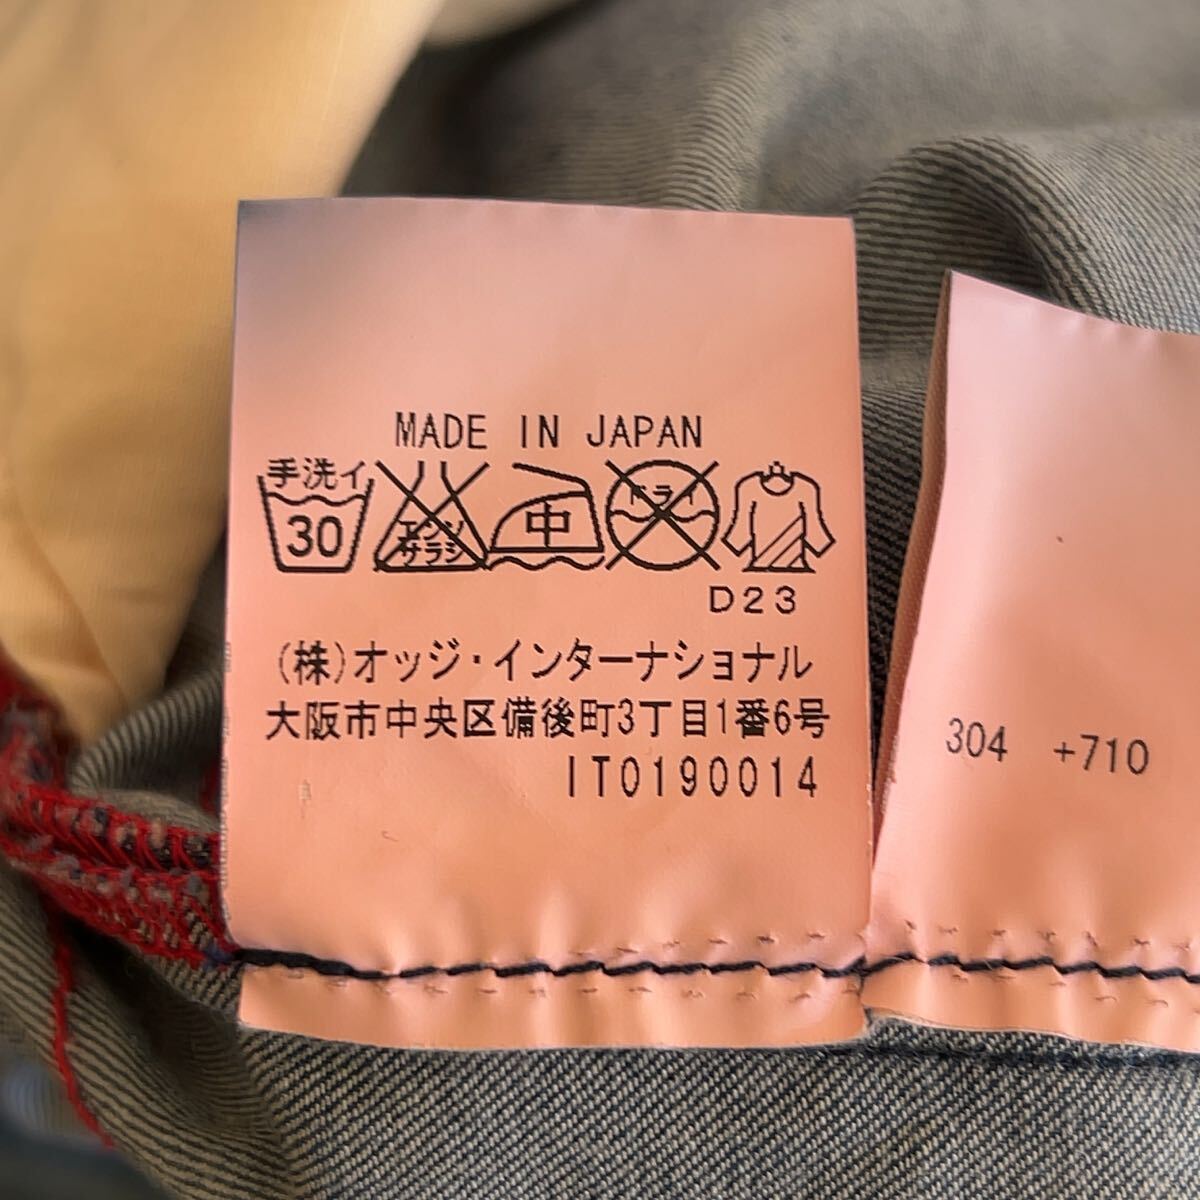 MADE IN JAPAN
手洗イ
30
エンソ
サラシ
中
ドライ
D23
(株)オッジ・インターナショナル
大阪市中央区備後町3丁目1番6号
IT0190014
304 +710